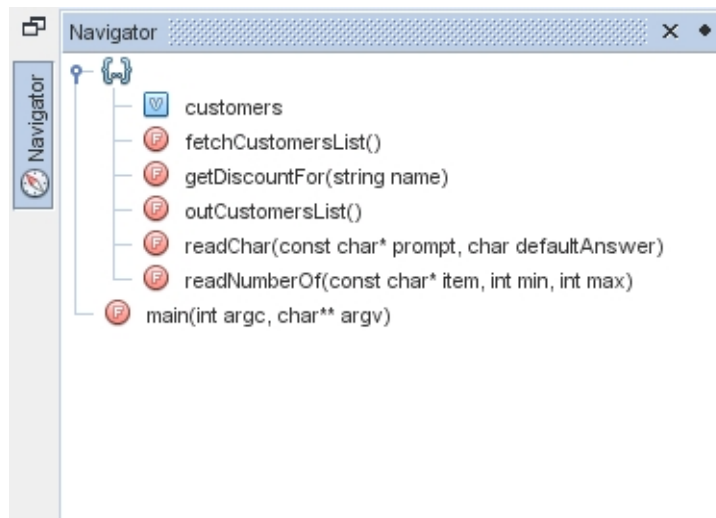 Navigator
Navigator
{..}
V customers
F fetchCustomersList()
F getDiscountFor(string name)
F outCustomersList()
F readChar(const char* prompt, char defaultAnswer)
F readNumberOf(const char* item, int min, int max)
F main(int argc, char** argv)